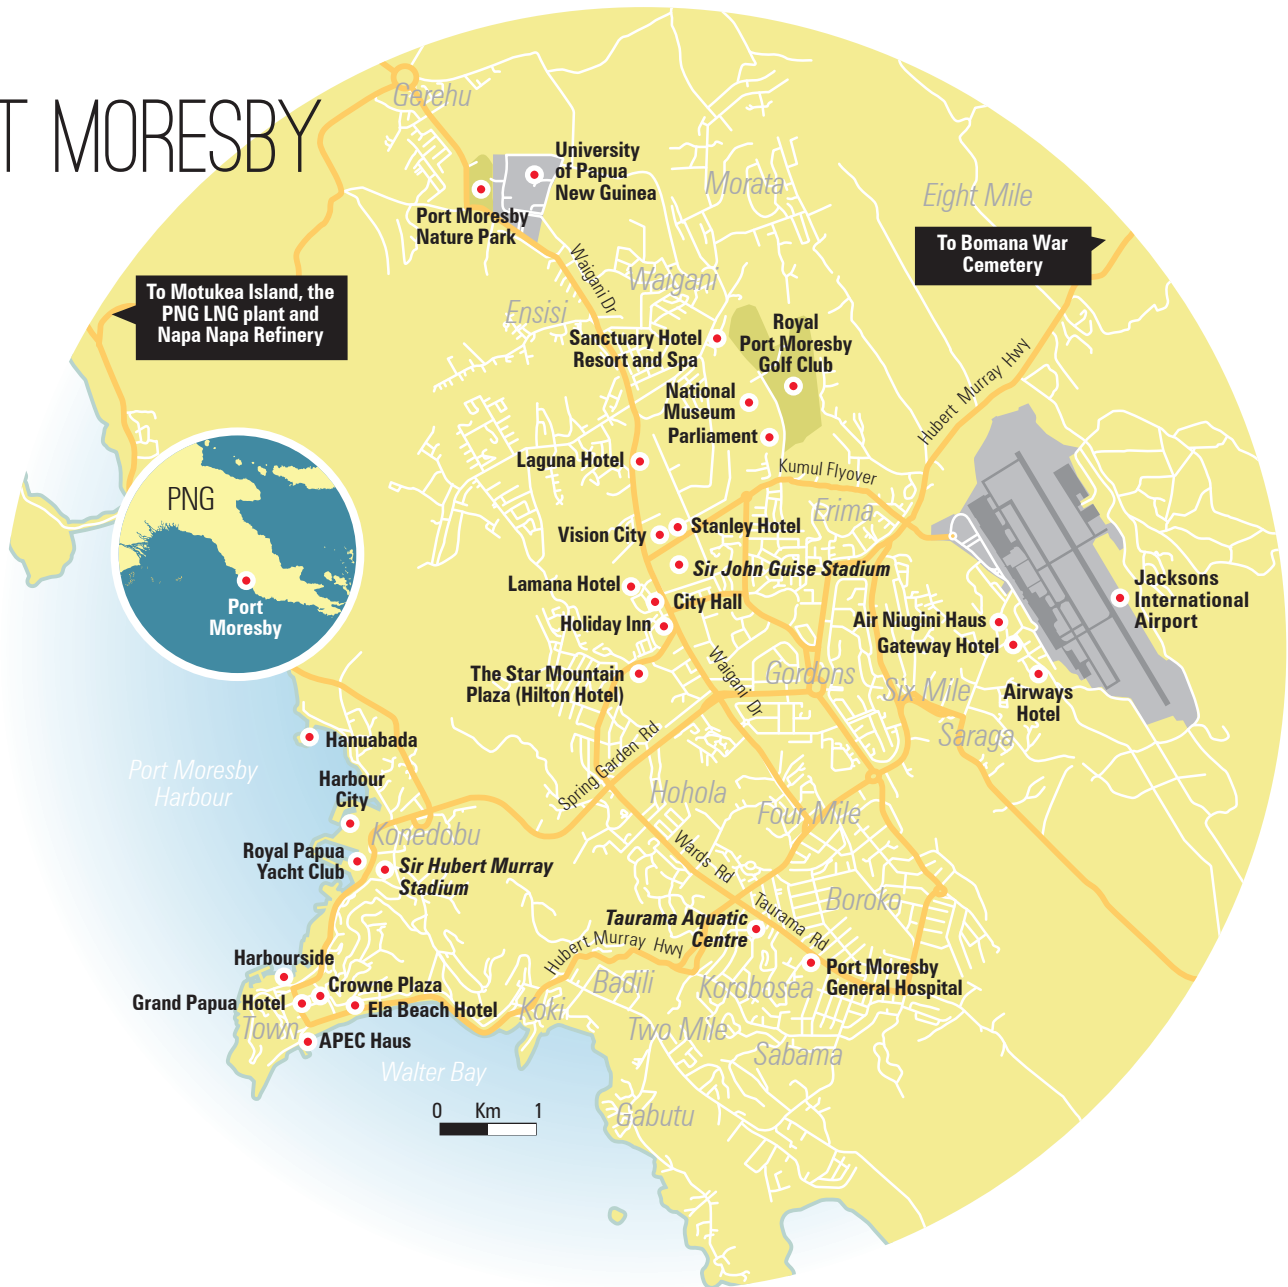 T MORESBY
Gerehu
University
of Papua
New Guinea
Port Moresby
Nature Park
Morata
Eight Mile
To Bomana War
Cemetery
Waigani Dr
Waigani
Ensisi
To Motukea Island, the
PNG LNG plant and
Napa Napa Refinery
Sanctuary Hotel
Resort and Spa
Royal
Port Moresby
Golf Club
National
Museum
Parliament
Hubert Murray Hwy
Laguna Hotel
Kumul Flyover
Erima
PNG
Port
Moresby
Vision City
Stanley Hotel
Sir John Guise Stadium
Lamana Hotel
City Hall
Holiday Inn
Jacksons
International
Airport
Air Niugini Haus
Gateway Hotel
Airways
Hotel
The Star Mountain
Plaza (Hilton Hotel)
Waigani Dr
Gordons
Six Mile
Saraga
Hanuabada
Port Moresby
Harbour
Harbour
City
Spring Garden Rd
Hohola
Four Mile
Konedobu
Royal Papua
Yacht Club
Sir Hubert Murray
Stadium
Wards Rd
Boroko
Taurama Aquatic
Centre
Taurama Rd
Hubert Murray Hwy
Harbourside
Crowne Plaza
Grand Papua Hotel
Ela Beach Hotel
Town
APEC Haus
Koki
Badili
Korobosea
Port Moresby
General Hospital
Two Mile
Sabama
Walter Bay
0 Km 1
Gabutu